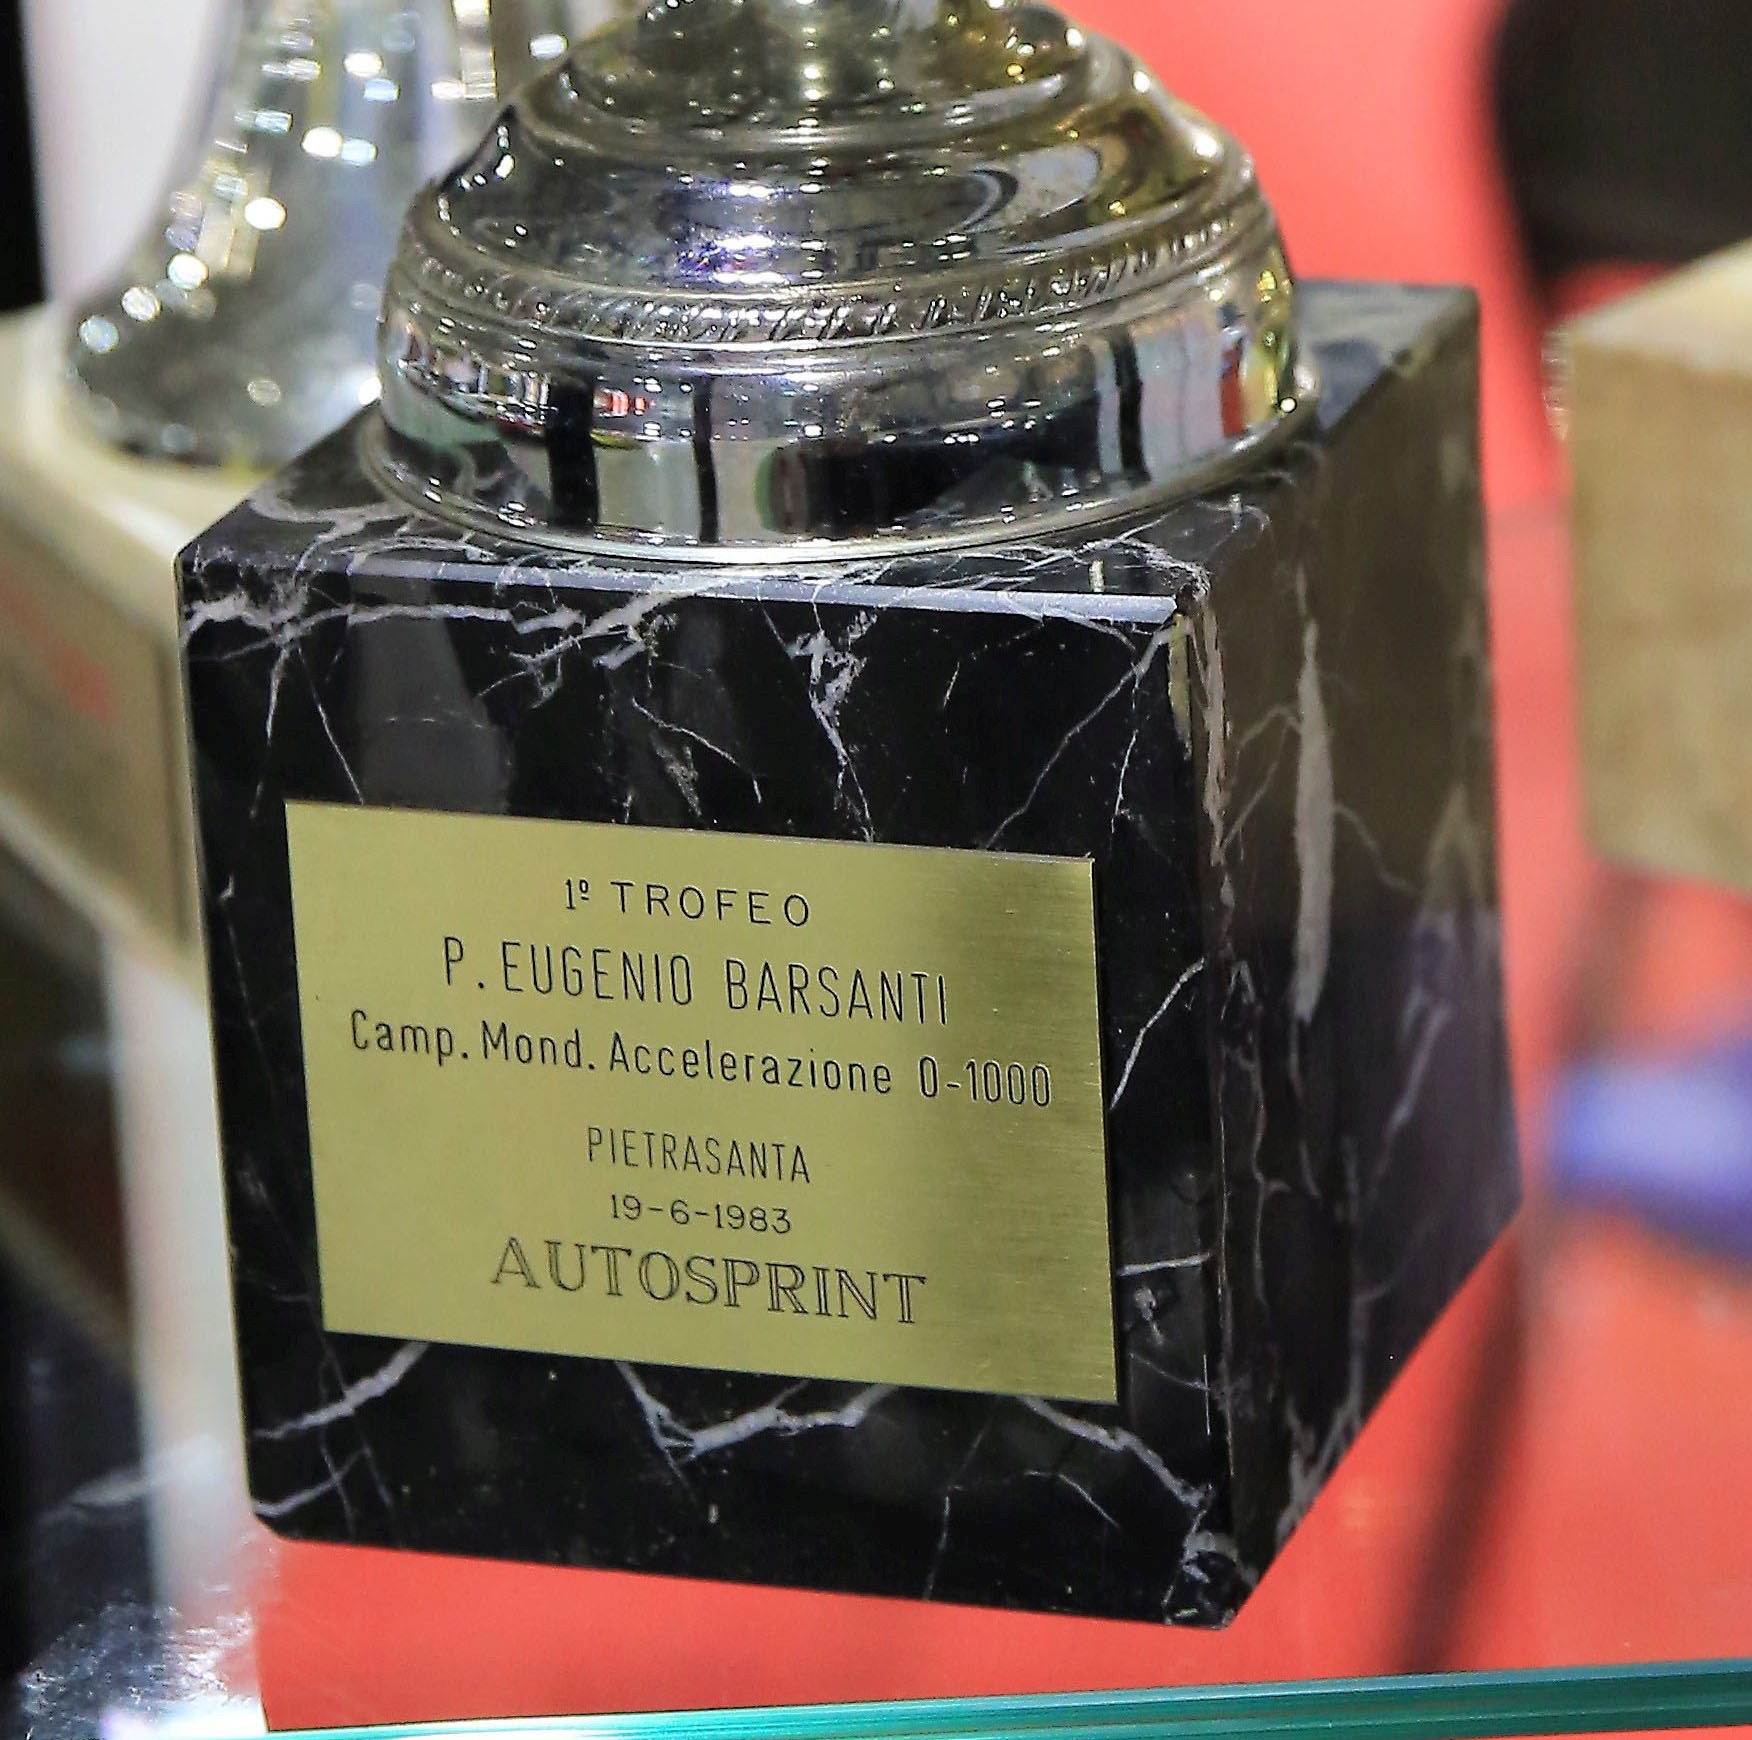 1º TROFEO
P. EUGENIO BARSANTI
Camp. Mond. Accelerazione 0-1000
PIETRASANTA
19-6-1983
AUTOSPRINT